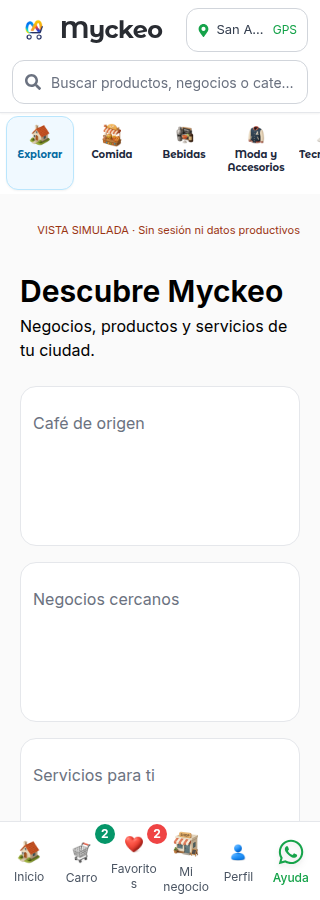 Myckeo
San A... GPS
Buscar productos, negocios o cate...
Explorar
Comida
Bebidas
Moda y
Accesorios
VISTA SIMULADA · Sin sesión ni datos productivos
Descubre Myckeo
Negocios, productos y servicios de
tu ciudad.
Café de origen
Negocios cercanos
Servicios para ti
2
2
Inicio
Carro
Favorito
s
Mi
negocio
Perfil
Ayuda